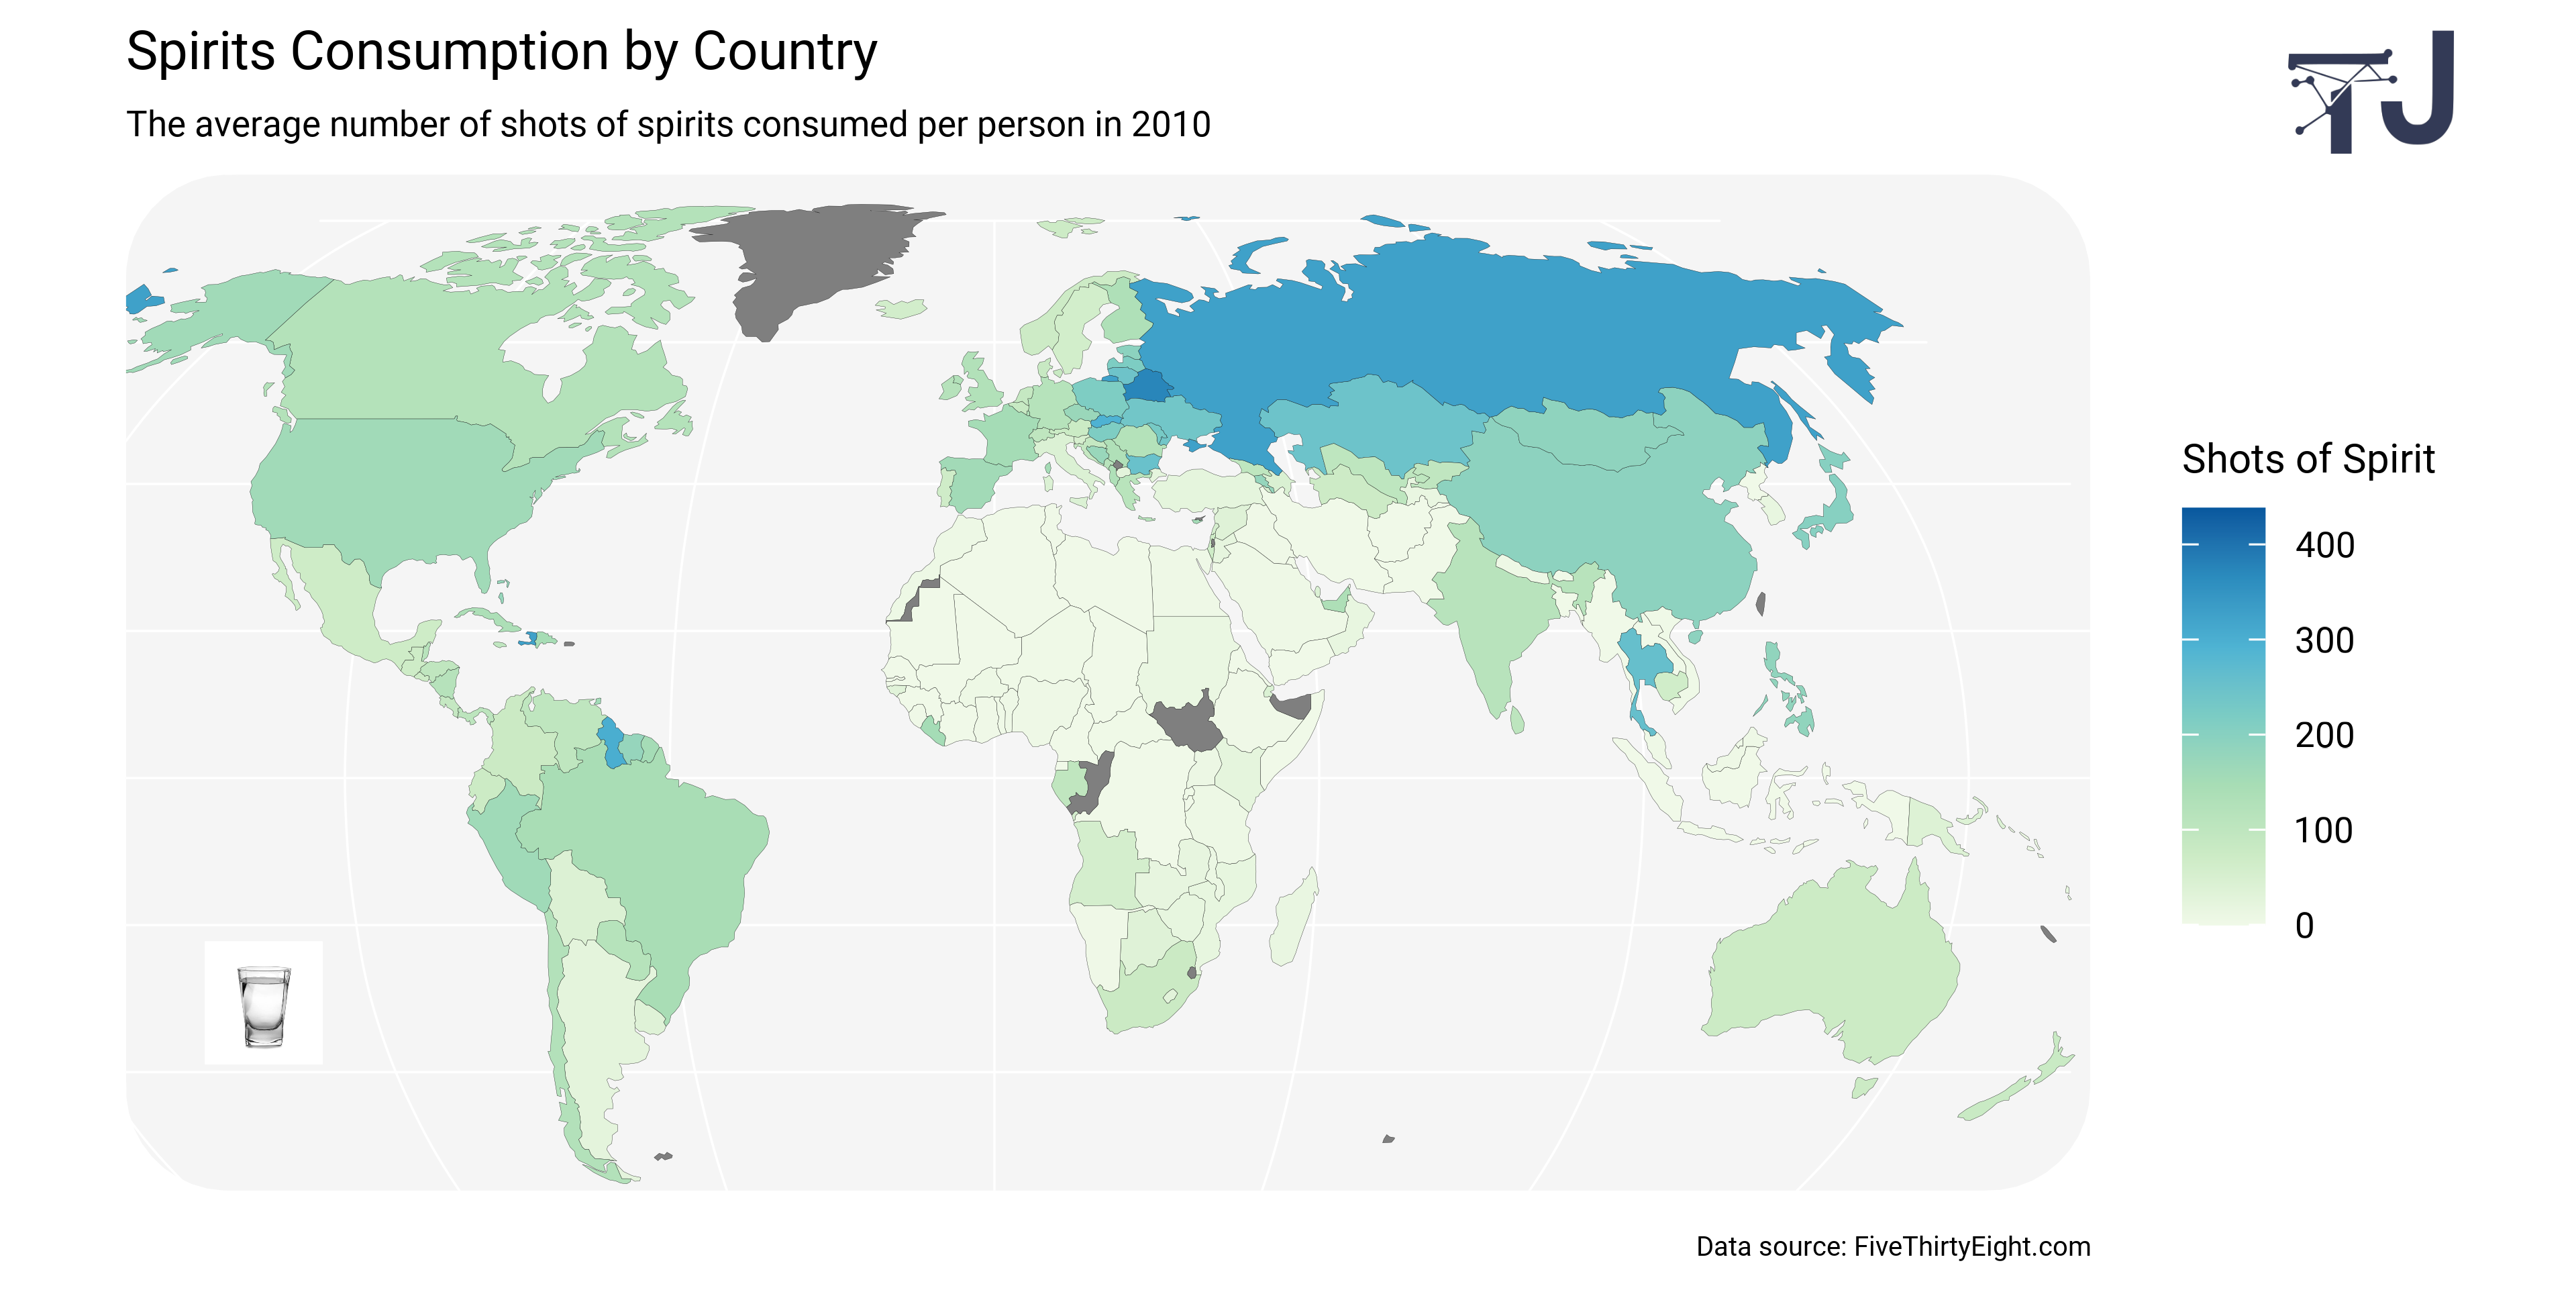 Spirits Consumption by Country
The average number of shots of spirits consumed per person in 2010
TJ
Shots of Spirit
400
300
200
100
0
Data source: FiveThirtyEight.com